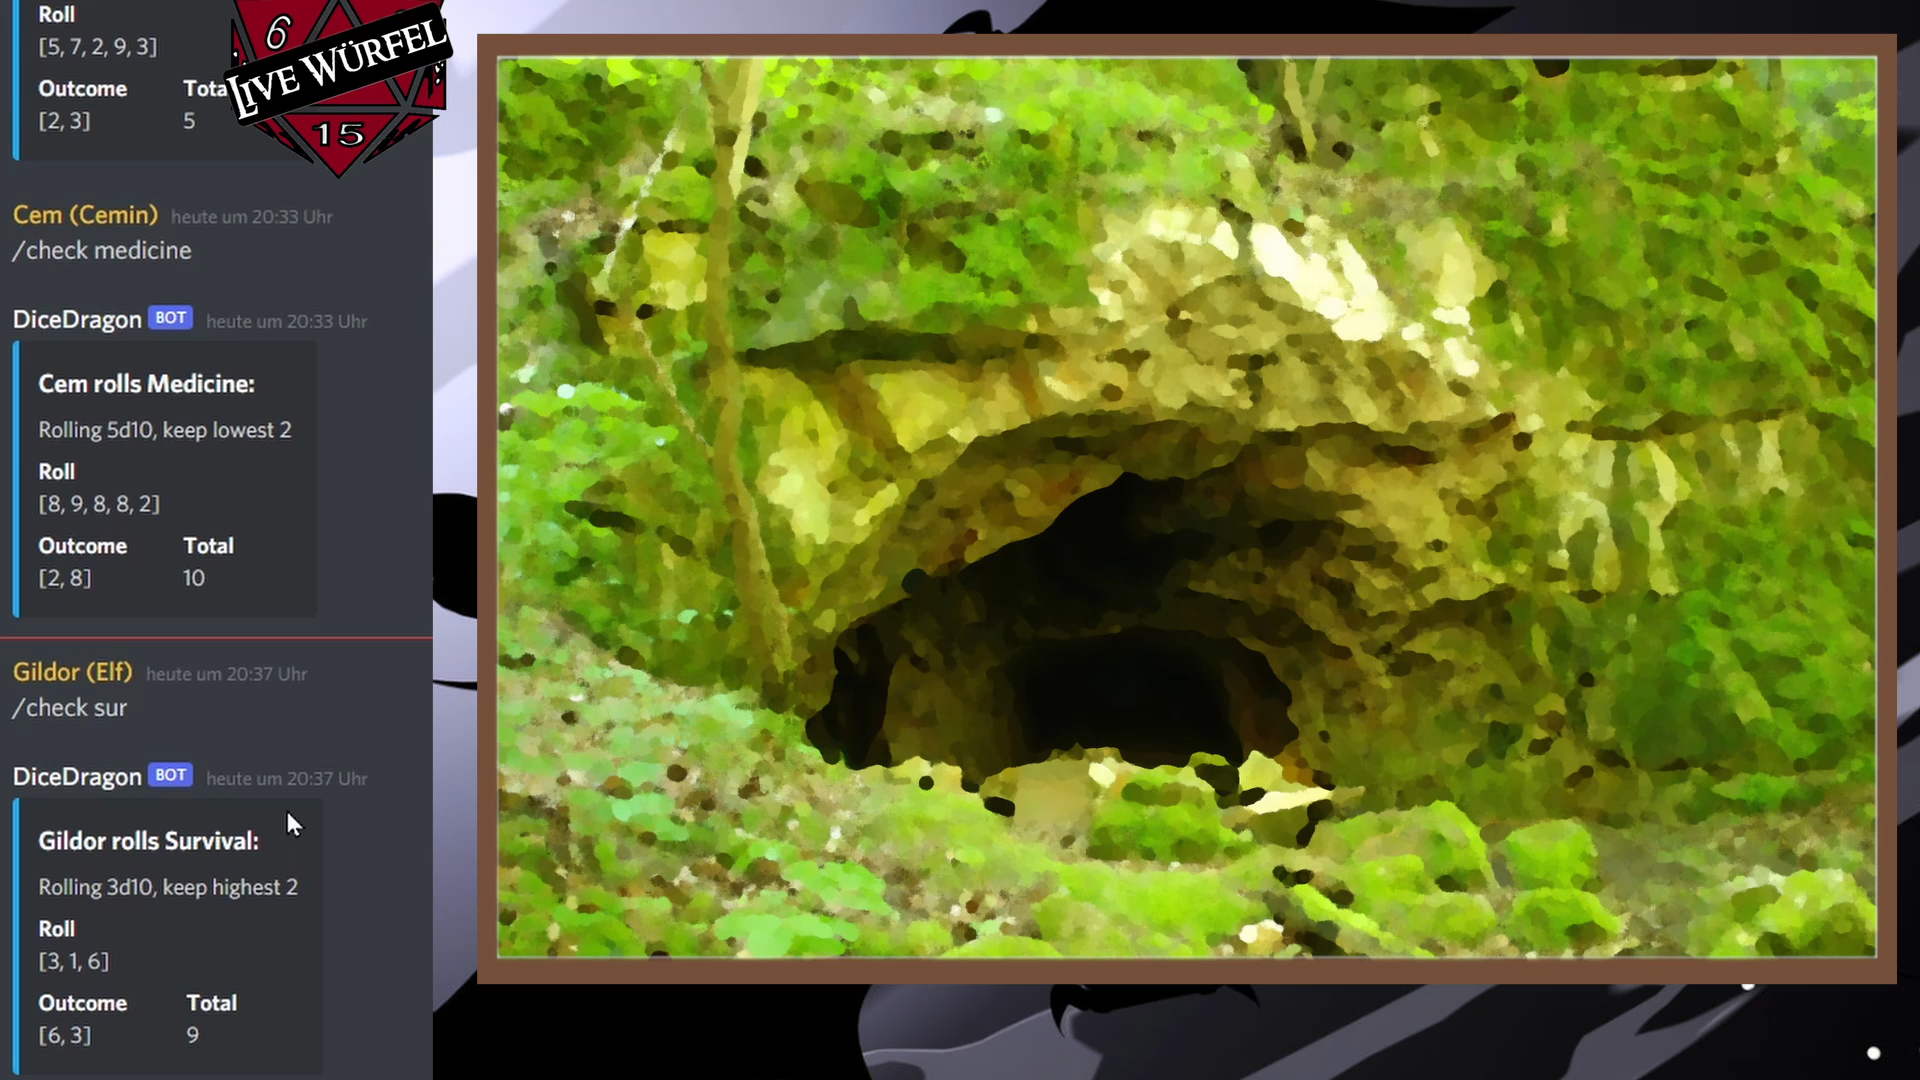 Roll
[5, 7, 2, 9, 3]
Outcome
[2, 3]
5
6
LIVE WÜRFEL
15
Cem (Cemin) heute um 20:33 Uhr
/check medicine
DiceDragon BOT heute um 20:33 Uhr
Cem rolls Medicine:
Rolling 5d10, keep lowest 2
Roll
[8, 9, 8, 8, 2]
Outcome Total
[2, 8] 10
Gildor (Elf) heute um 20:37 Uhr
/check sur
DiceDragon BOT heute um 20:37 Uhr
Gildor rolls Survival:
Rolling 3d10, keep highest 2
Roll
[3, 1, 6]
Outcome Total
[6, 3] 9